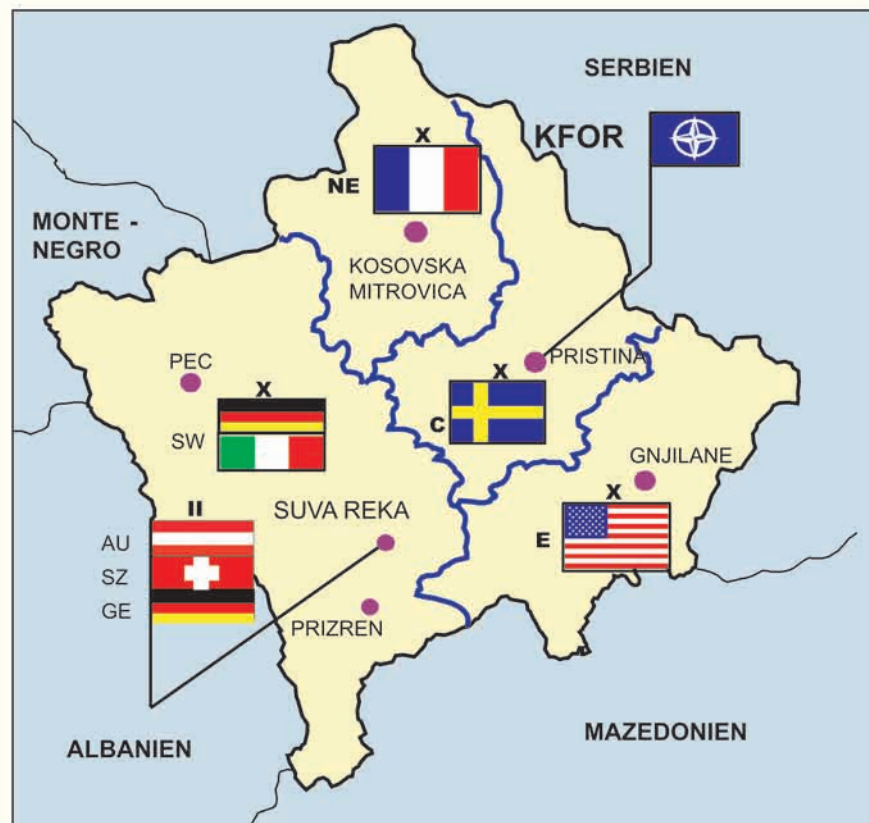 SERBIEN
KFOR
X
NE
MONTE -
NEGRO
KOSOVSKA
MITROVICA
PEC
PRISTINA
X
X
C
SW
GNJILANE
X
E
II
SUVA REKA
AU
SZ
GE
PRIZREN
ALBANIEN
MAZEDONIEN